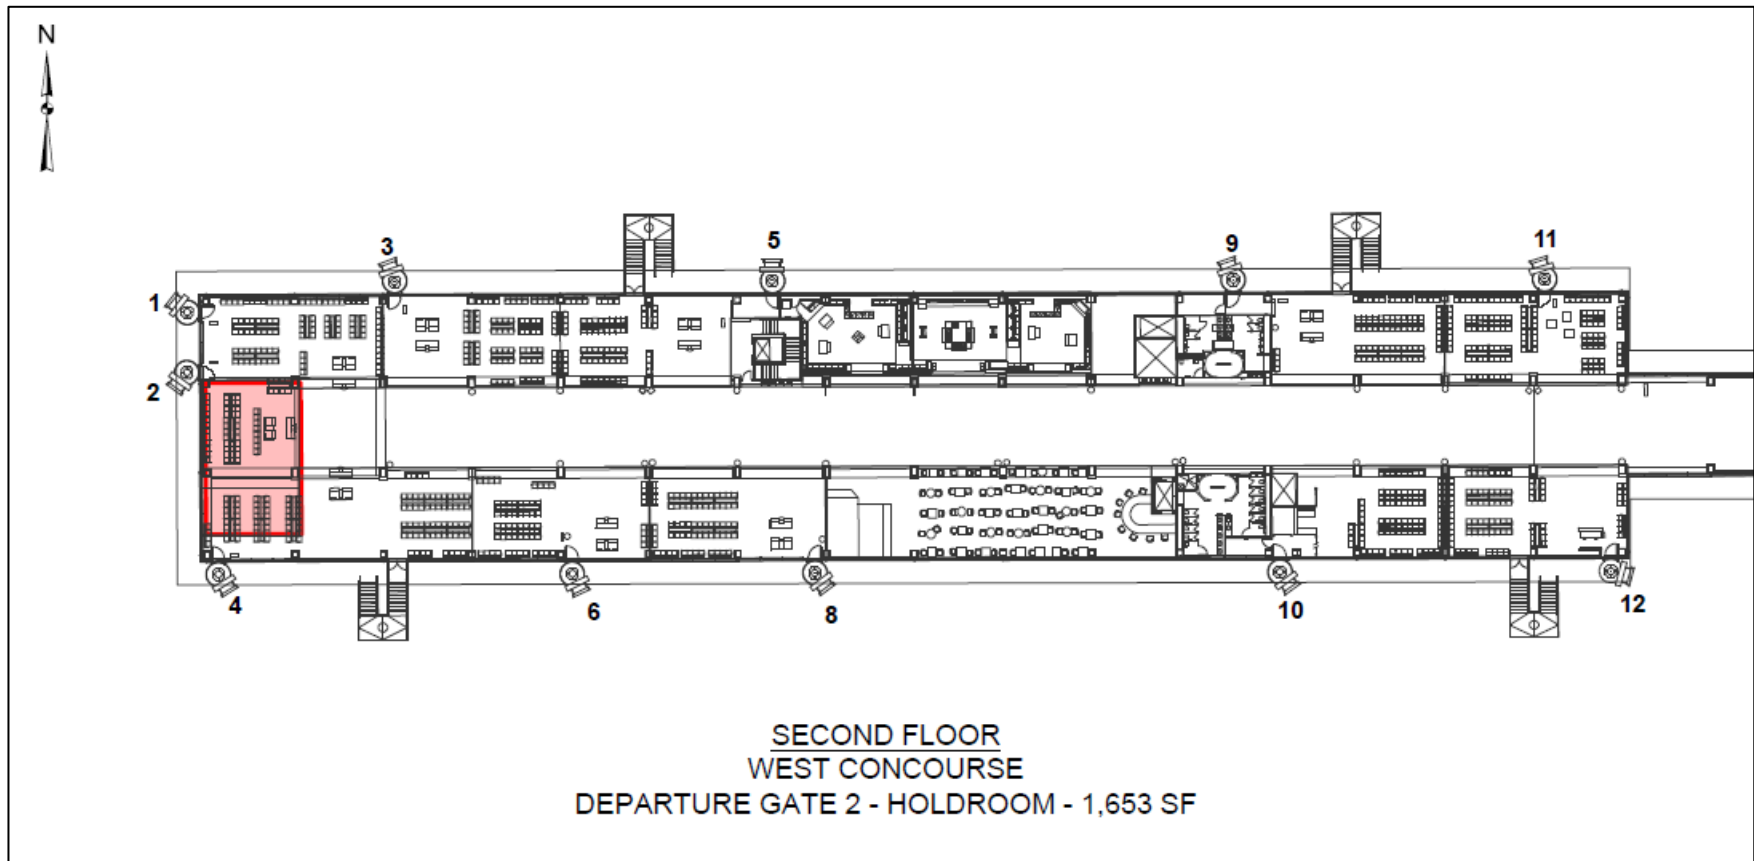 N
3
5
9
11
1
2
4
6
8
10
12
SECOND FLOOR
WEST CONCOURSE
DEPARTURE GATE 2 - HOLDROOM - 1,653 SF